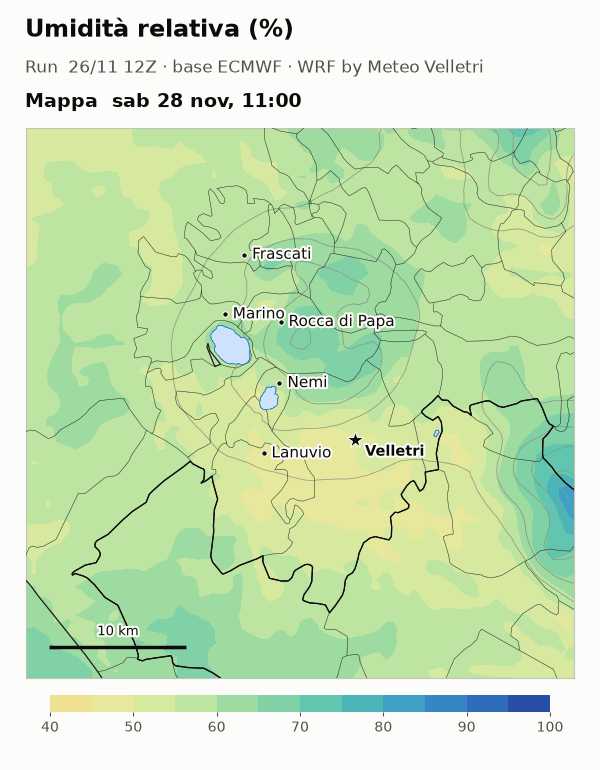 Umidità relativa (%)
Run  26/11 12Z · base ECMWF · WRF by Meteo Velletri
Mappa  sab 28 nov, 11:00
Frascati
Marino
Rocca di Papa
Nemi
Velletri
Lanuvio
10 km
40 50 60 70 80 90 100